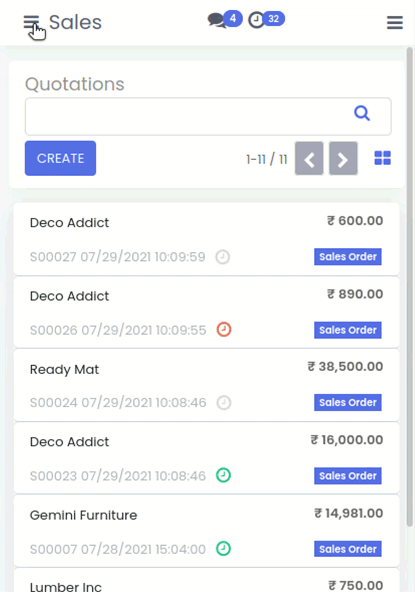 Sales 4 32
Quotations
CREATE 1-11 / 11
Deco Addict ₹ 600.00
S00027 07/29/2021 10:09:59 Sales Order
Deco Addict ₹ 890.00
S00026 07/29/2021 10:09:55 Sales Order
Ready Mat ₹ 38,500.00
S00024 07/29/2021 10:08:46 Sales Order
Deco Addict ₹ 16,000.00
S00023 07/29/2021 10:08:46 Sales Order
Gemini Furniture ₹ 14,981.00
S00007 07/28/2021 15:04:00 Sales Order
Lumber Inc ₹ 750.00